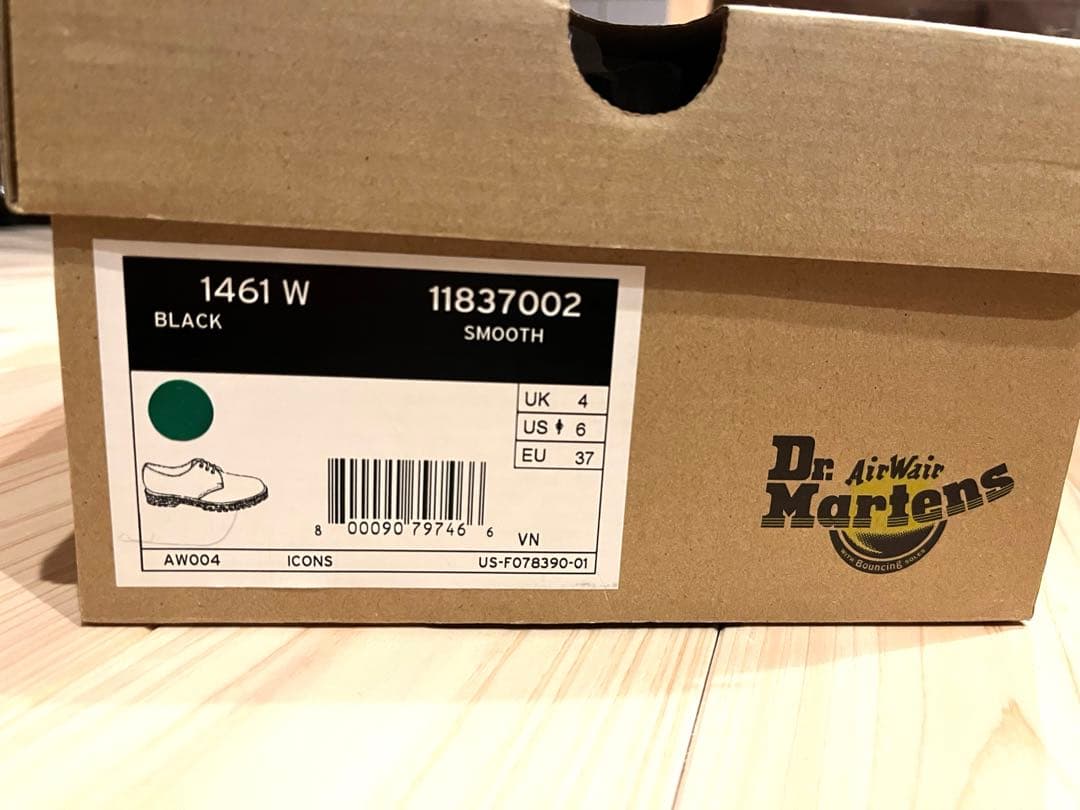 1461 W 11837002
BLACK SMOOTH
UK 4
US 6
EU 37
8 00090 79746 6
VN
AW004 ICONS US-F078390-01
Dr. AirWair
Martens
WITH Bouncing SOLES